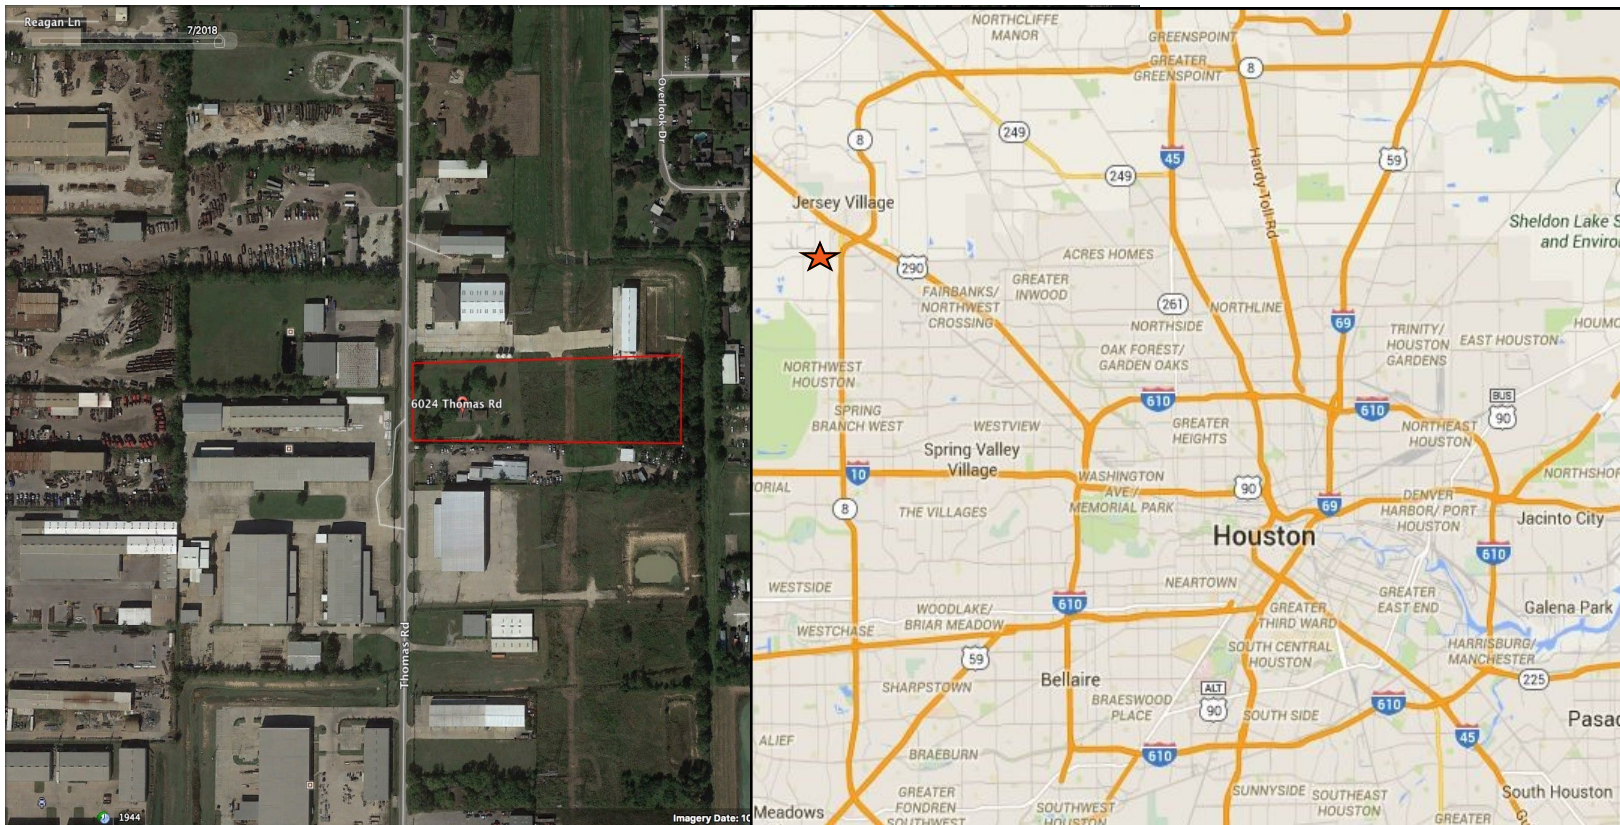 Reagan Ln
7/2018
Overlook Dr
6024 Thomas Rd
Thomas Rd
1944
Imagery Date: 10
NORTHCLIFFE
MANOR
GREENSPOINT
GREATER
GREENSPOINT
8
8
249
249
45
Hardy Toll Rd
59
Jersey Village
Sheldon Lake S
and Enviro
290
ACRES HOMES
GREATER
INWOOD
FAIRBANKS/
NORTHWEST
CROSSING
261
NORTHLINE
NORTHSIDE
69
TRINITY/
HOUSTON
GARDENS
EAST HOUSTON
HOUMO
OAK FOREST/
GARDEN OAKS
NORTHWEST
HOUSTON
610
610
BUS
90
SPRING
BRANCH WEST
WESTVIEW
GREATER
HEIGHTS
NORTHEAST
HOUSTON
Spring Valley
Village
10
ORIAL
WASHINGTON
AVE./
MEMORIAL PARK
90
69
NORTHSHOR
DENVER
HARBOR/ PORT
HOUSTON
8
THE VILLAGES
Houston
Jacinto City
610
WESTSIDE
NEARTOWN
610
WOODLAKE/
BRIAR MEADOW
GREATER
EAST END
GREATER
THIRD WARD
Galena Park
WESTCHASE
59
SOUTH CENTRAL
HOUSTON
HARRISBURG/
MANCHESTER
225
SHARPSTOWN
Bellaire
BRAESWOOD
PLACE
ALT
90
SOUTH SIDE
610
Pasad
45
ALIEF
BRAEBURN
610
SUNNYSIDE
SOUTHEAST
HOUSTON
South Houston
GREATER
FONDREN
SOUTHWEST
SOUTHWEST
HOUSTON
Meadows
GREATER